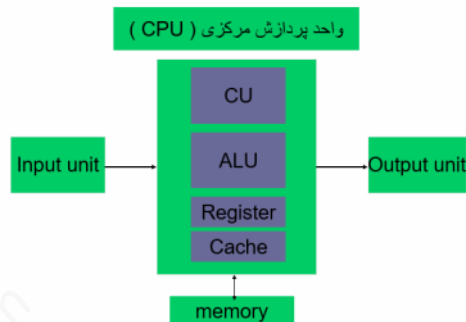 واحد پردازش مرکزی ( CPU )
CU
Input unit
ALU
Output unit
Register
Cache
memory